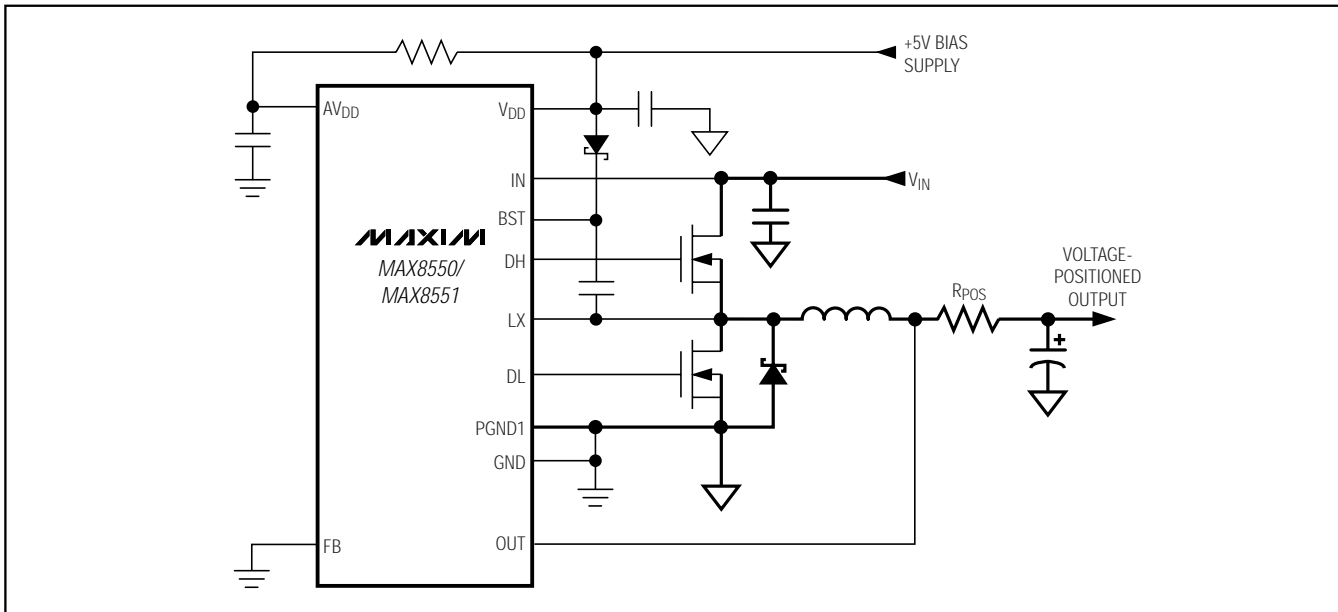 +5V BIAS
SUPPLY
AVDD
VDD
IN
VIN
BST
MAXIM
MAX8550/
MAX8551
DH
VOLTAGE-
POSITIONED
OUTPUT
RPOS
LX
DL
PGND1
GND
FB
OUT